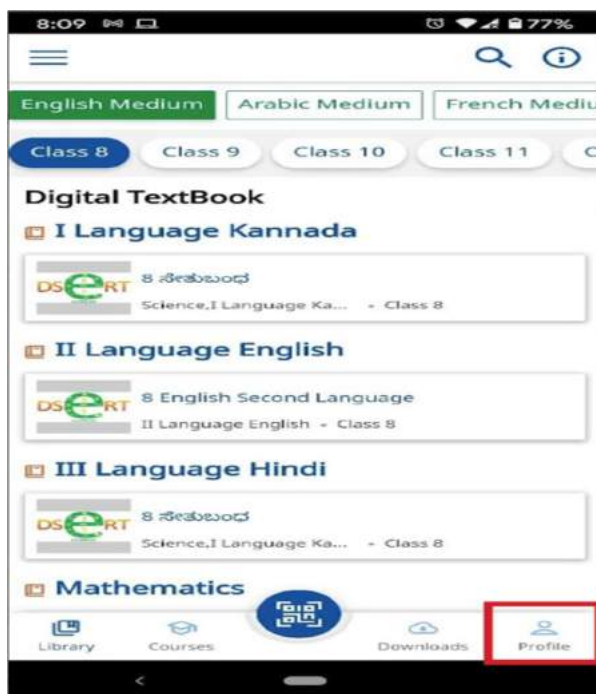 8:09 77%
English Medium Arabic Medium French Mediu
Class 8 Class 9 Class 10 Class 11 C
Digital TextBook
I Language Kannada
DSeRT 8 ಸೇತುಬಂಧ
Science,I Language Ka... - Class 8
II Language English
DSeRT 8 English Second Language
II Language English - Class 8
III Language Hindi
DSeRT 8 ಸೇತುಬಂಧ
Science,I Language Ka... - Class 8
Mathematics
Library Courses Downloads Profile